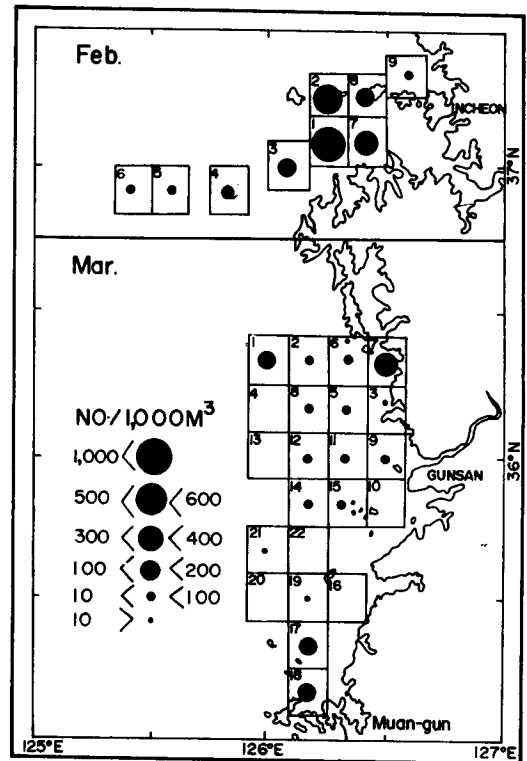 Feb.
9
2 8
INCHEON
1 7
3
6 5 4
37°N
Mar.
1 2 6 7
4 8 5 3
13 12 11 9
14 15 10
21 22
20 19 16
17
18
NO./1,000M³
1,000 <
500 < < 600
300 < < 400
100 < < 200
10 < < 100
10 >
36°N
GUNSAN
Muan-gun
125°E 126°E 127°E